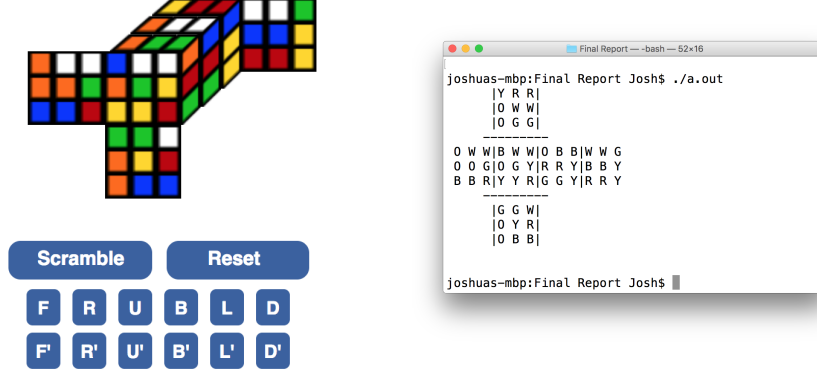 Scramble Reset
F R U B L D
F' R' U' B' L' D'
Final Report — -bash — 52×16
joshuas-mbp:Final Report Josh$ ./a.out
|Y R R|
|O W W|
|O G G|
---------
O W W|B W W|O B B|W W G
O O G|O G Y|R R Y|B B Y
B B R|Y Y R|G G Y|R R Y
---------
|G G W|
|O Y R|
|O B B|
joshuas-mbp:Final Report Josh$